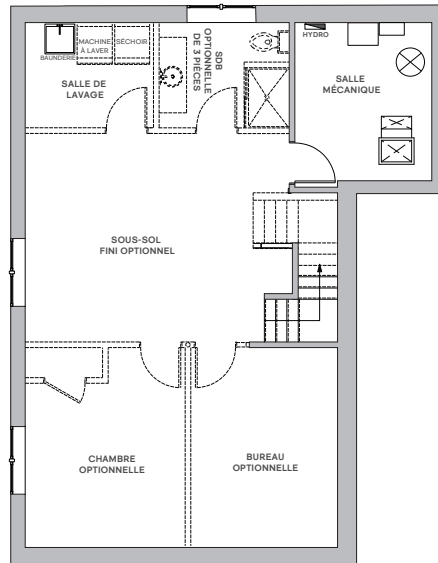 MACHINE
À LAVER
SÉCHOIR
BAUNDERIE
SALLE DE
LAVAGE
SDB
OPTIONNELLE
DE 3 PIÈCES
HYDRO
SALLE
MÉCANIQUE
SOUS-SOL
FINI OPTIONNEL
CHAMBRE
OPTIONNELLE
BUREAU
OPTIONNELLE